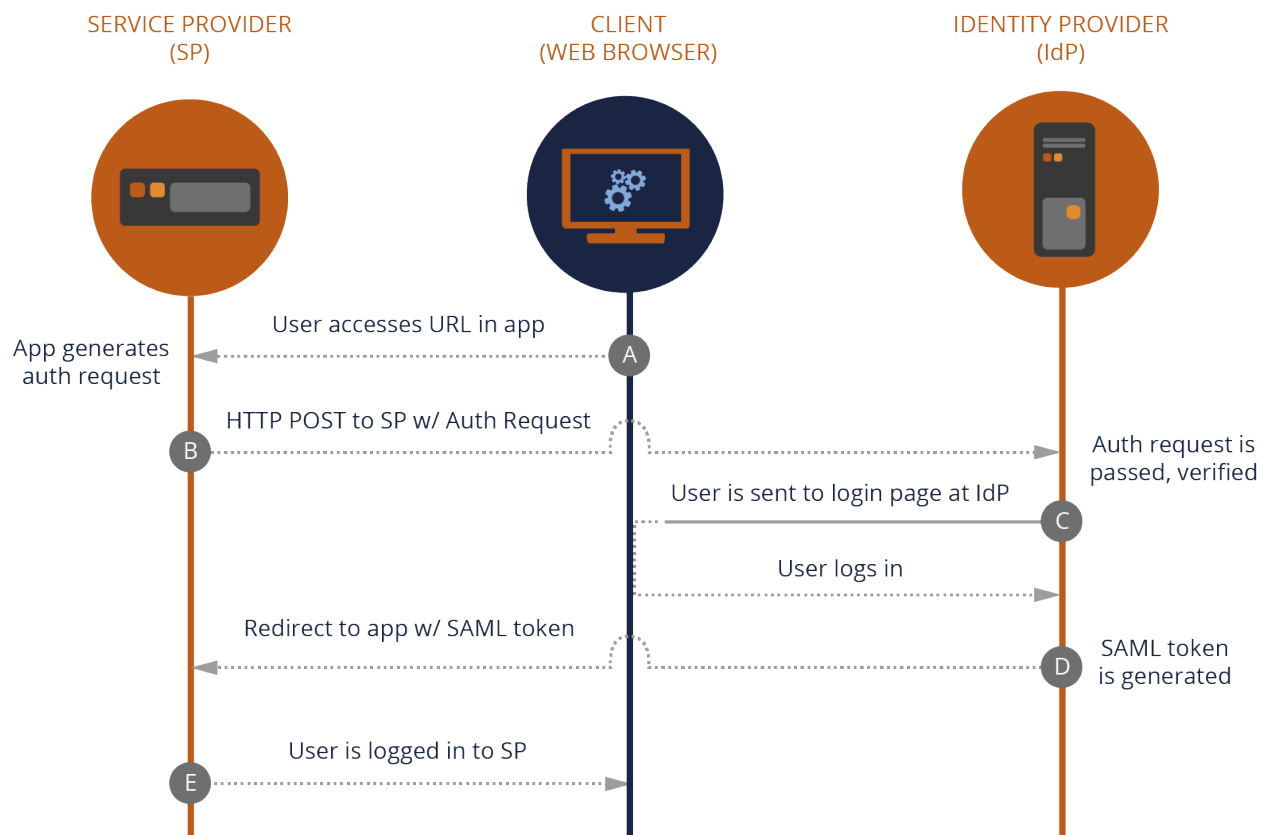 SERVICE PROVIDER
(SP)
CLIENT
(WEB BROWSER)
IDENTITY PROVIDER
(IdP)
User accesses URL in app
App generates
auth request
A
HTTP POST to SP w/ Auth Request
B
Auth request is
passed, verified
User is sent to login page at IdP
C
User logs in
Redirect to app w/ SAML token
D
SAML token
is generated
User is logged in to SP
E